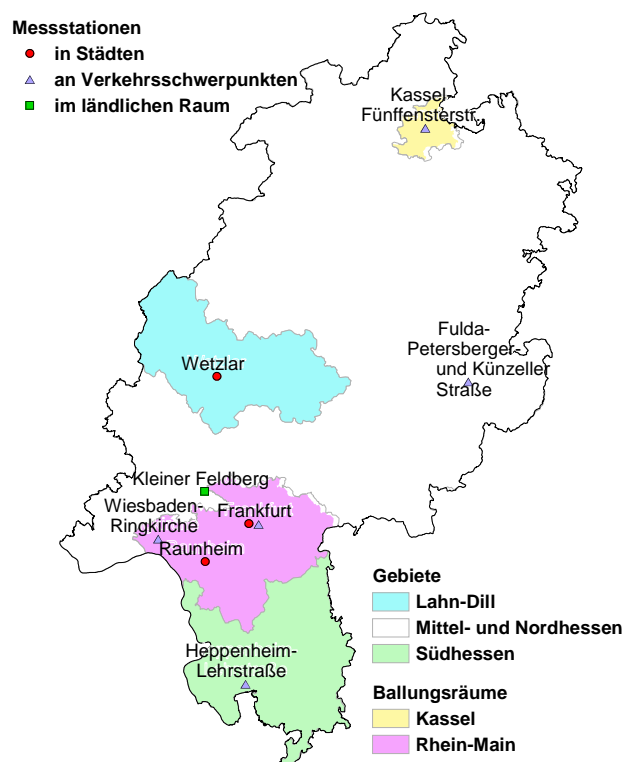 Messstationen
in Städten
an Verkehrsschwerpunkten
im ländlichen Raum
Kassel
Fünffensterstr.
Fulda-
Petersberger-
und Künzeller
Straße
Wetzlar
Kleiner Feldberg
Wiesbaden-
Ringkirche
Frankfurt
Raunheim
Heppenheim-
Lehrstraße
Gebiete
Lahn-Dill
Mittel- und Nordhessen
Südhessen
Ballungsräume
Kassel
Rhein-Main